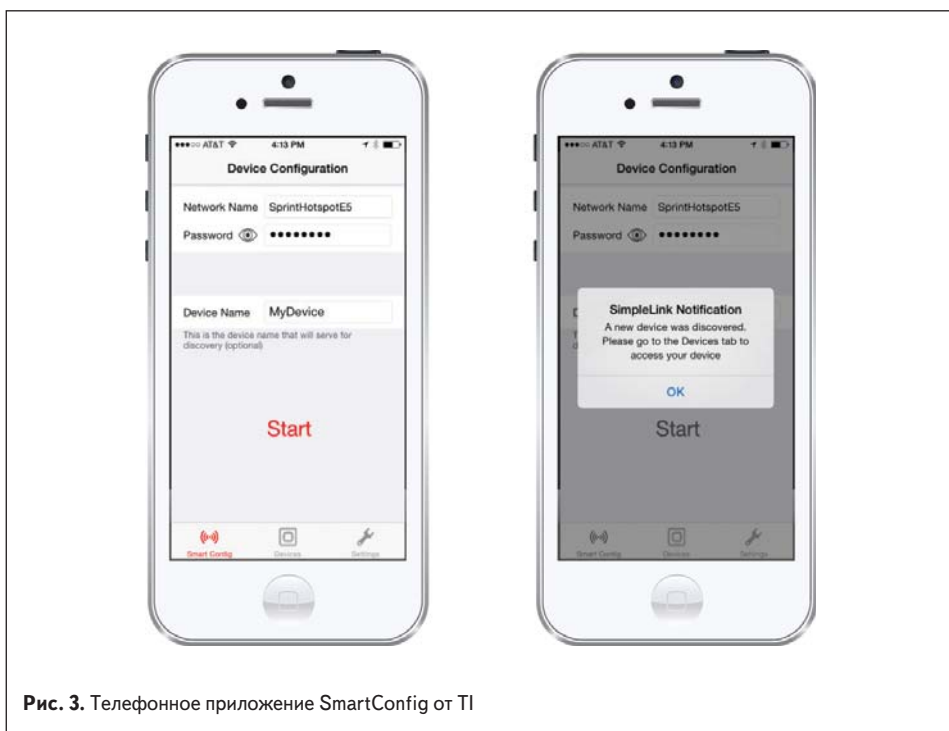 ●●●○○ AT&T 4:13 PM
Device Configuration
Network Name SprintHotspotE5
Password ●●●●●●●●
Device Name MyDevice
This is the device name that will serve for
discovery (optional)
Start
Smart Config Devices Settings
●●●○○ AT&T 4:13 PM
Device Configuration
Network Name SprintHotspotE5
Password ●●●●●●●●
SimpleLink Notification
A new device was discovered.
Please go to the Devices tab to
access your device
OK
Start
Smart Config Devices Settings
Рис. 3. Телефонное приложение SmartConfig от TI